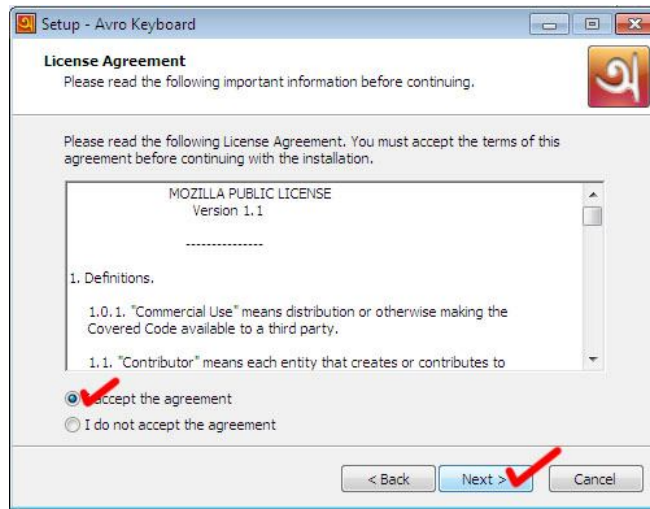 Setup - Avro Keyboard
License Agreement
Please read the following important information before continuing.
অ
Please read the following License Agreement. You must accept the terms of this
agreement before continuing with the installation.
MOZILLA PUBLIC LICENSE
Version 1.1
---------------
1. Definitions.
1.0.1. "Commercial Use" means distribution or otherwise making the
Covered Code available to a third party.
1.1. "Contributor" means each entity that creates or contributes to
accept the agreement
I do not accept the agreement
< Back
Next >
Cancel